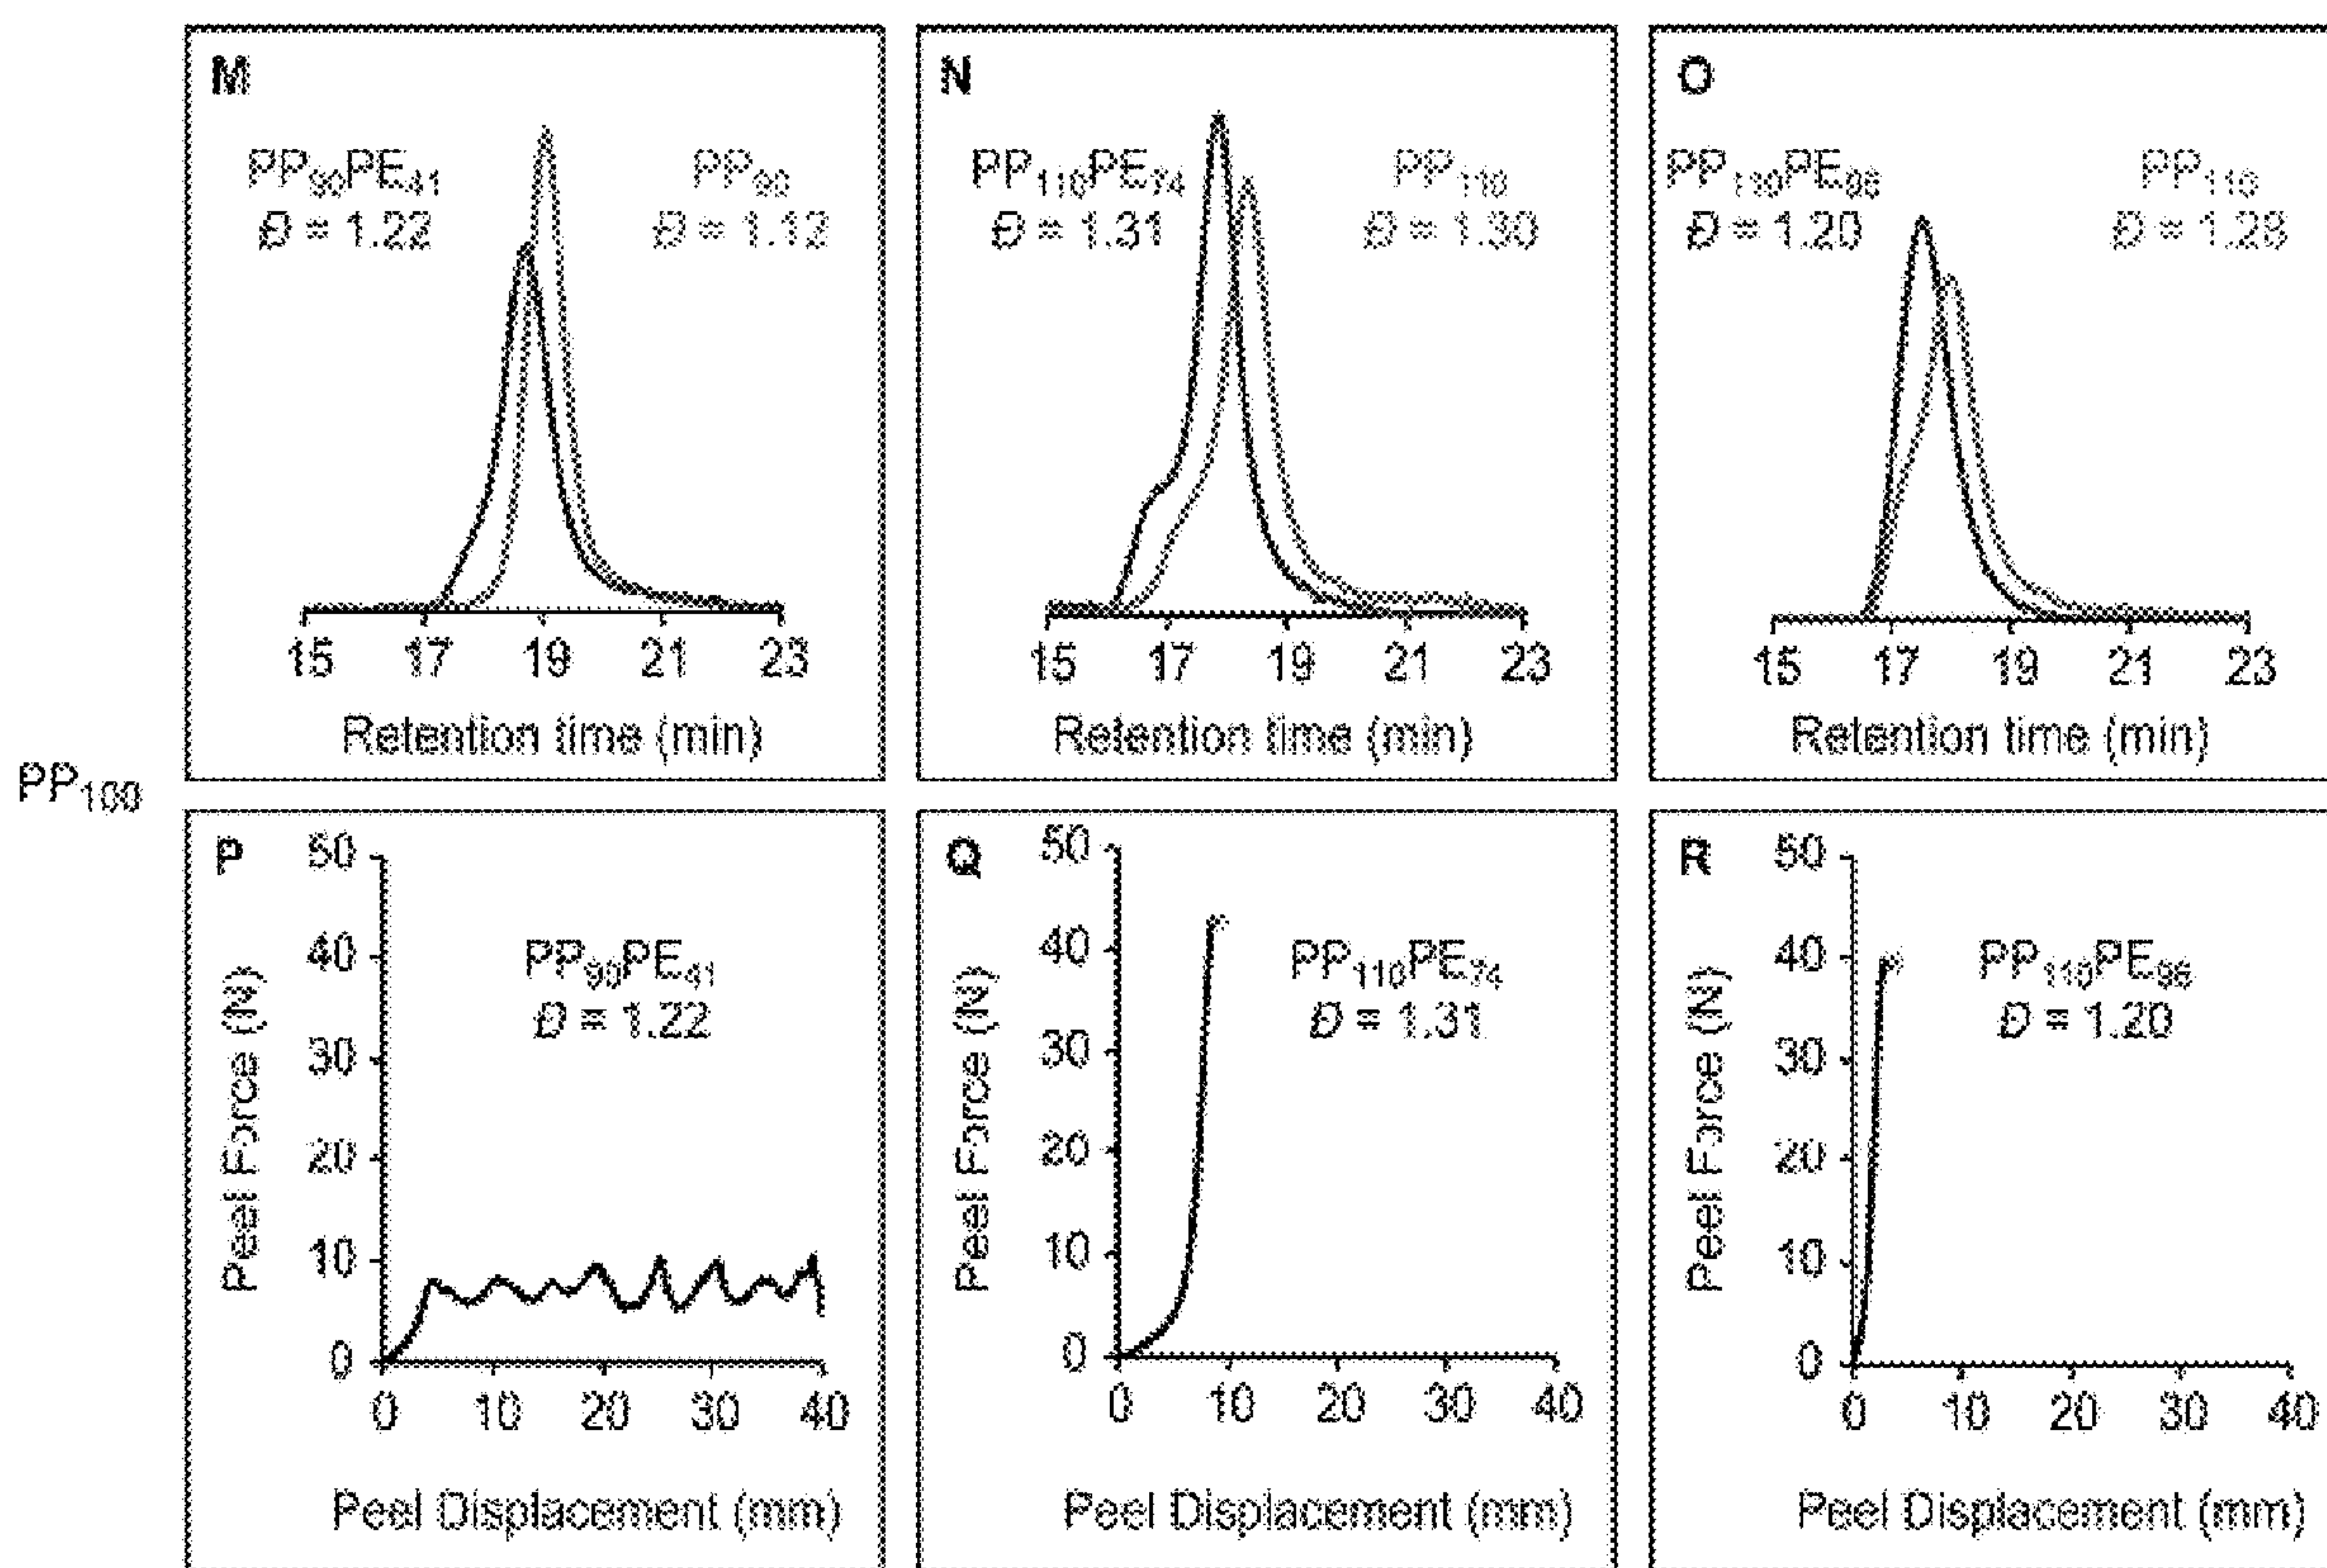 M
PP₉₀PE₄₁
Đ = 1.22
PP₉₀
Đ = 1.12
15 17 19 21 23
Retention time (min)
N
PP₁₁₀PE₇₄
Đ = 1.31
PP₁₁₀
Đ = 1.30
15 17 19 21 23
Retention time (min)
O
PP₁₁₀PE₉₆
Đ = 1.20
PP₁₁₀
Đ = 1.28
15 17 19 21 23
Retention time (min)
PP₁₀₀
P
50
40
30
20
10
0
Peel Force (N)
PP₉₀PE₄₁
Đ = 1.22
0 10 20 30 40
Peel Displacement (mm)
Q
50
40
30
20
10
0
Peel Force (N)
PP₁₁₀PE₇₄
Đ = 1.31
0 10 20 30 40
Peel Displacement (mm)
R
50
40
30
20
10
0
Peel Force (N)
PP₁₁₀PE₉₆
Đ = 1.20
0 10 20 30 40
Peel Displacement (mm)